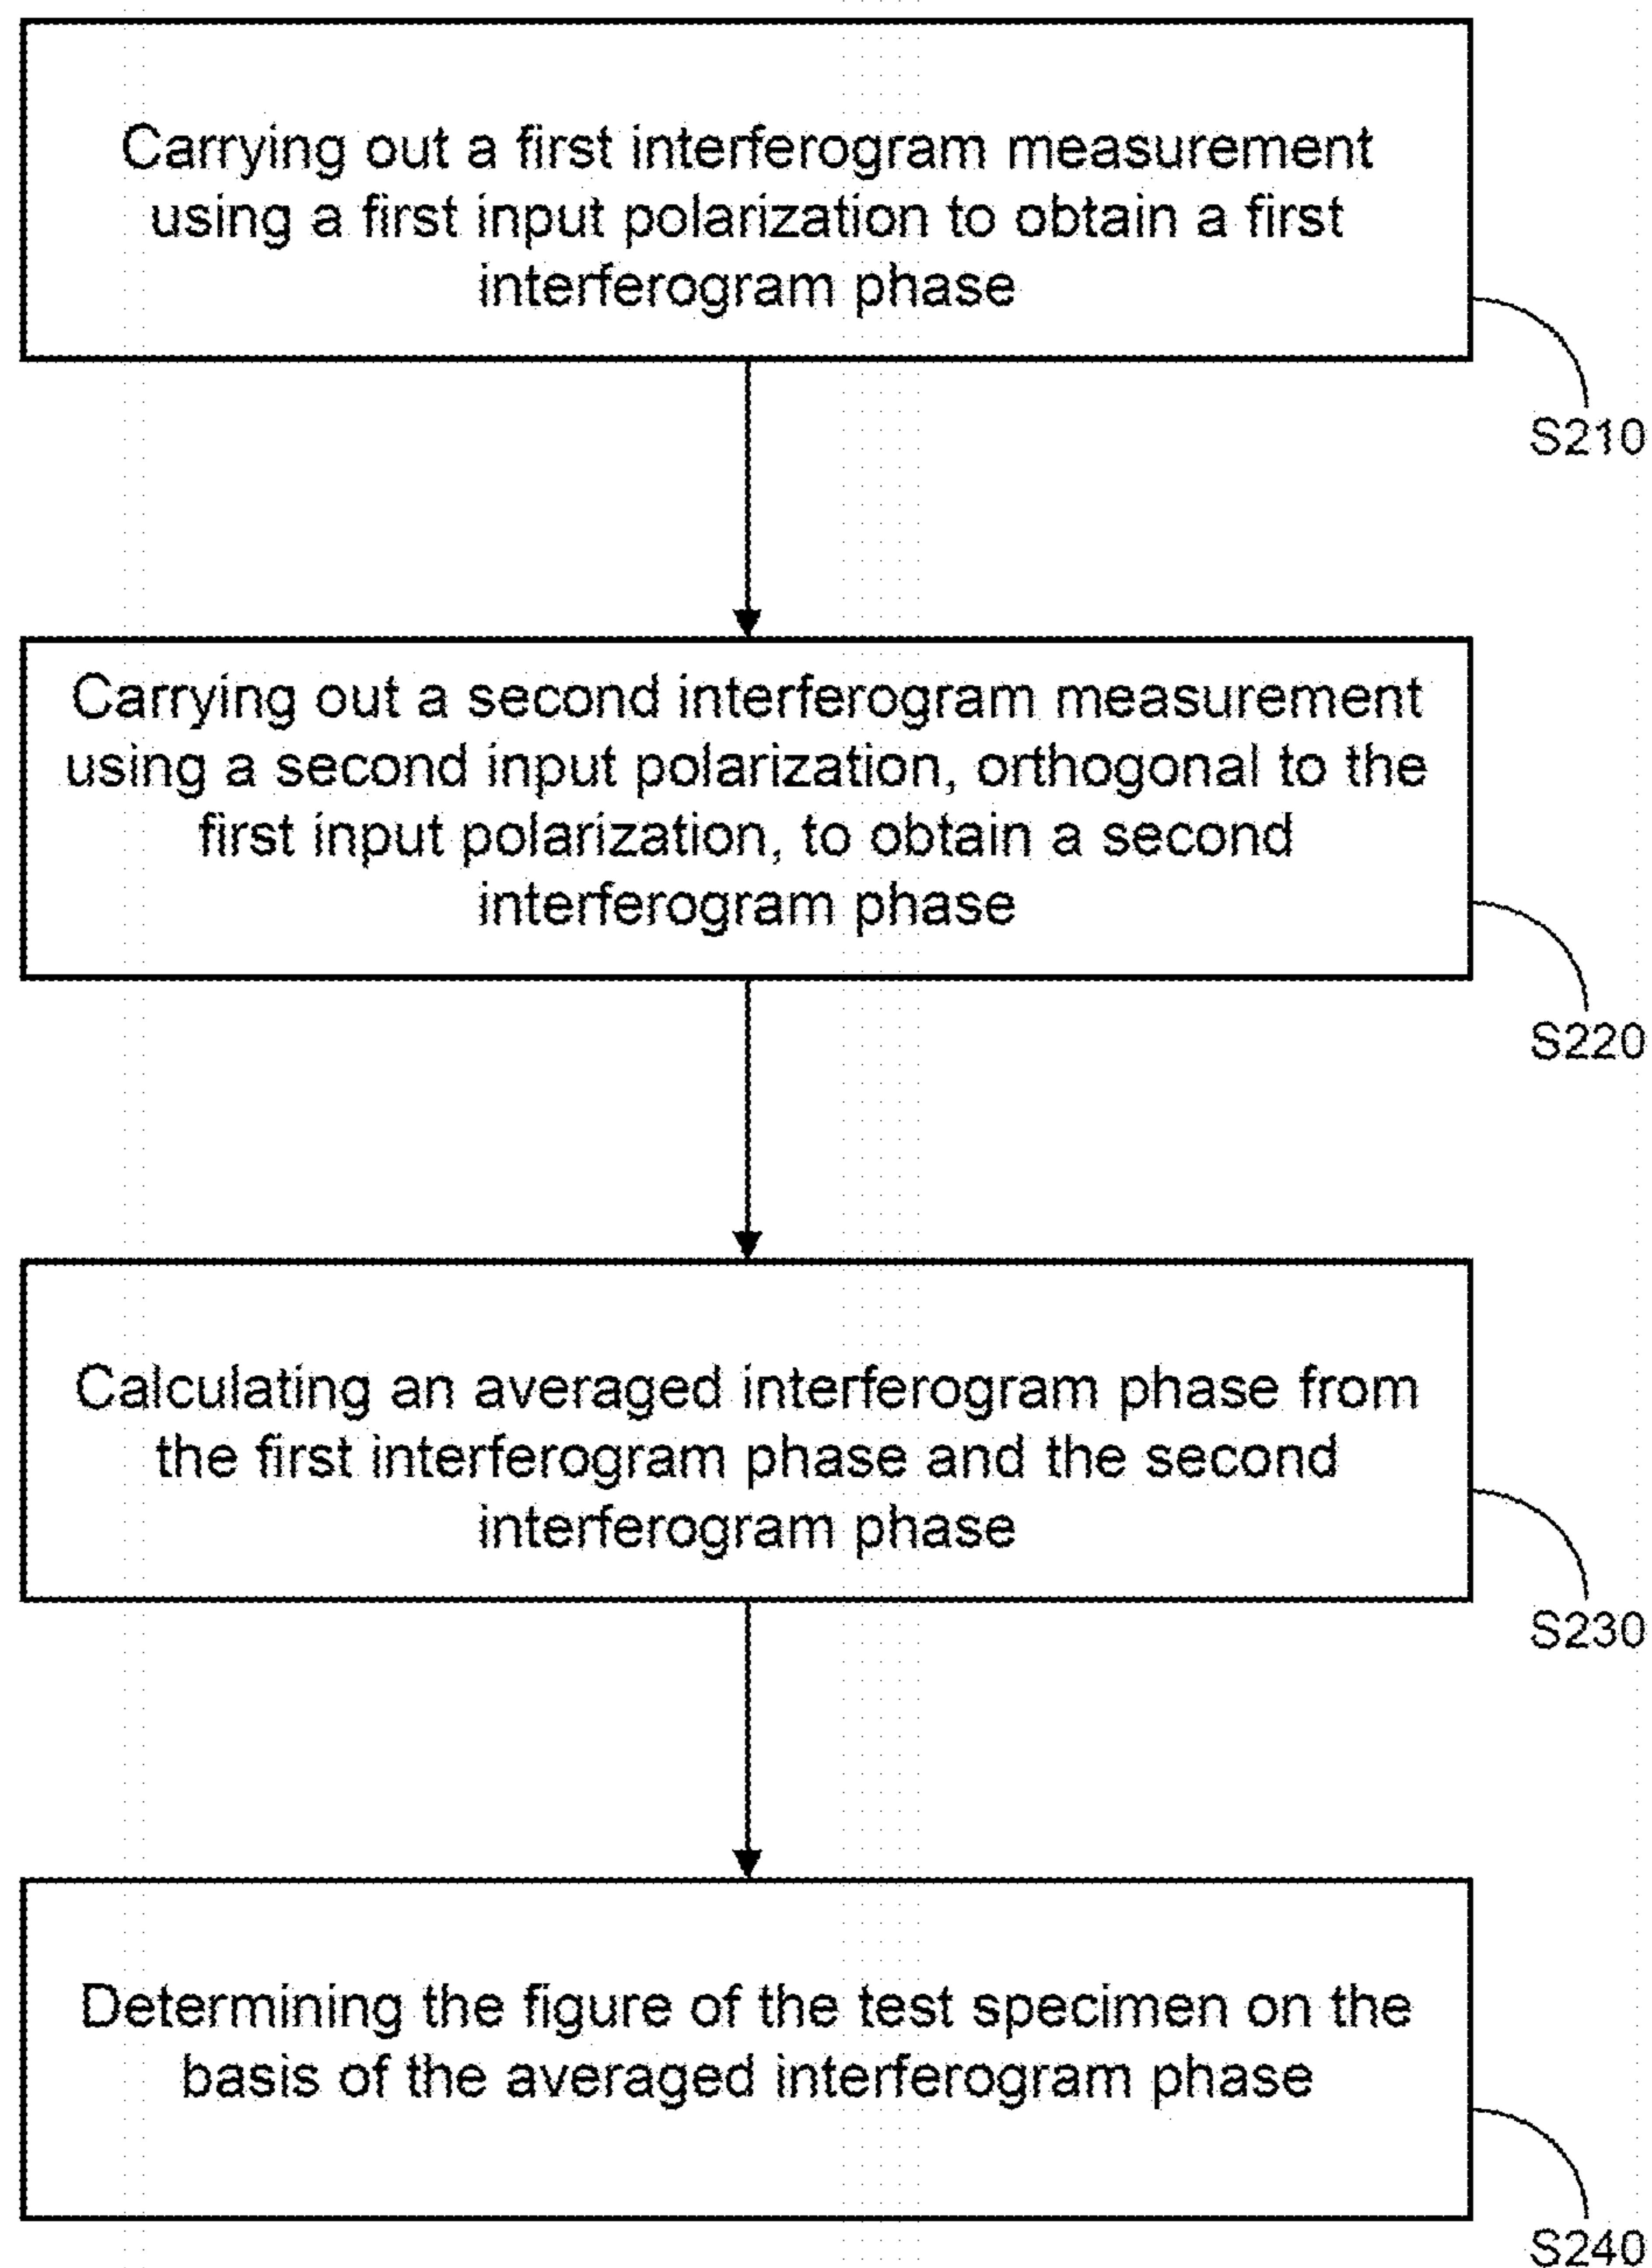 Carrying out a first interferogram measurement
using a first input polarization to obtain a first
interferogram phase
S210
Carrying out a second interferogram measurement
using a second input polarization, orthogonal to the
first input polarization, to obtain a second
interferogram phase
S220
Calculating an averaged interferogram phase from
the first interferogram phase and the second
interferogram phase
S230
Determining the figure of the test specimen on the
basis of the averaged interferogram phase
S240